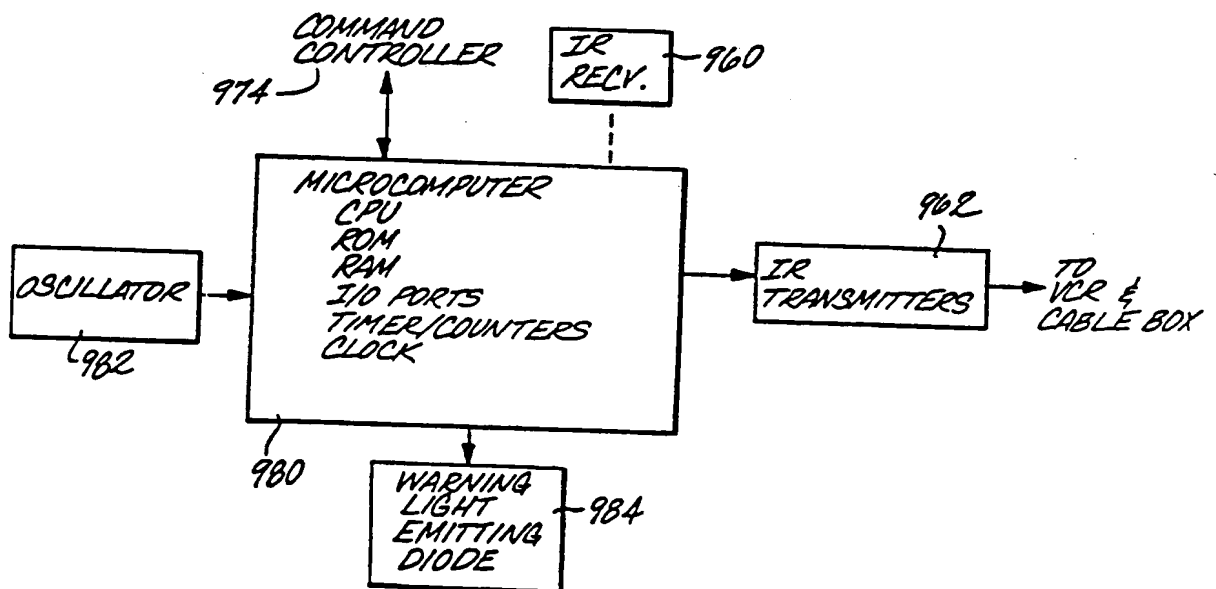 COMMAND
CONTROLLER
974
IR
RECV.
960
MICROCOMPUTER
CPU
ROM
RAM
I/O PORTS
TIMER/COUNTERS
CLOCK
980
OSCILLATOR
982
962
IR
TRANSMITTERS
TO
VCR &
CABLE BOX
WARNING
LIGHT
EMITTING
DIODE
984